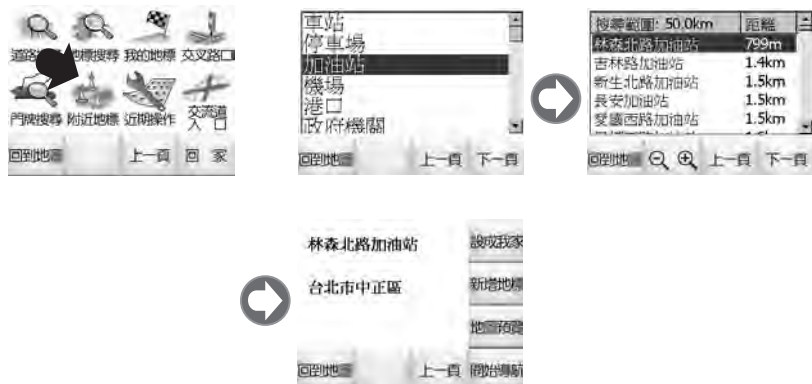 道路 地標搜尋 我的地標 交叉路口
門牌搜尋 附近地標 近期操作 交流道入口
回到地圖 上一頁 回 家
車站
停車場
加油站
機場
港口
政府機關
回到地圖 上一頁 下一頁
搜尋範圍: 50.0km 距離
林森北路加油站 799m
吉林路加油站 1.4km
新生北路加油站 1.5km
長安加油站 1.5km
愛國西路加油站 1.5km
回到地圖 上一頁 下一頁
林森北路加油站 設成我家
台北市中正區 新增地標
地圖預覽
回到地圖 上一頁 開始導航